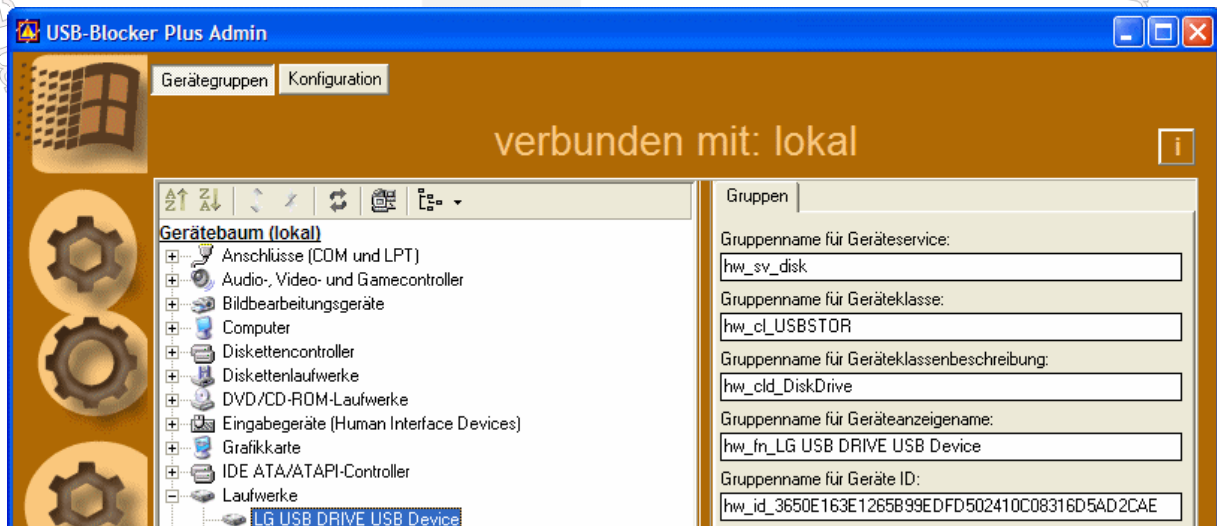 USB-Blocker Plus Admin
Gerätegruppen
Konfiguration
verbunden mit: lokal
i
Gerätebaum (lokal)
Anschlüsse (COM und LPT)
Audio-, Video- und Gamecontroller
Bildbearbeitungsgeräte
Computer
Diskettencontroller
Diskettenlaufwerke
DVD/CD-ROM-Laufwerke
Eingabegeräte (Human Interface Devices)
Grafikkarte
IDE ATA/ATAPI-Controller
Laufwerke
LG USB DRIVE USB Device
Gruppen
Gruppenname für Geräteservice:
hw_sv_disk
Gruppenname für Geräteklasse:
hw_cl_USBSTOR
Gruppenname für Geräteklassenbeschreibung:
hw_cld_DiskDrive
Gruppenname für Geräteanzeigename:
hw_fn_LG USB DRIVE USB Device
Gruppenname für Geräte ID:
hw_id_3650E163E1265B99EDFD502410C08316D5AD2CAE